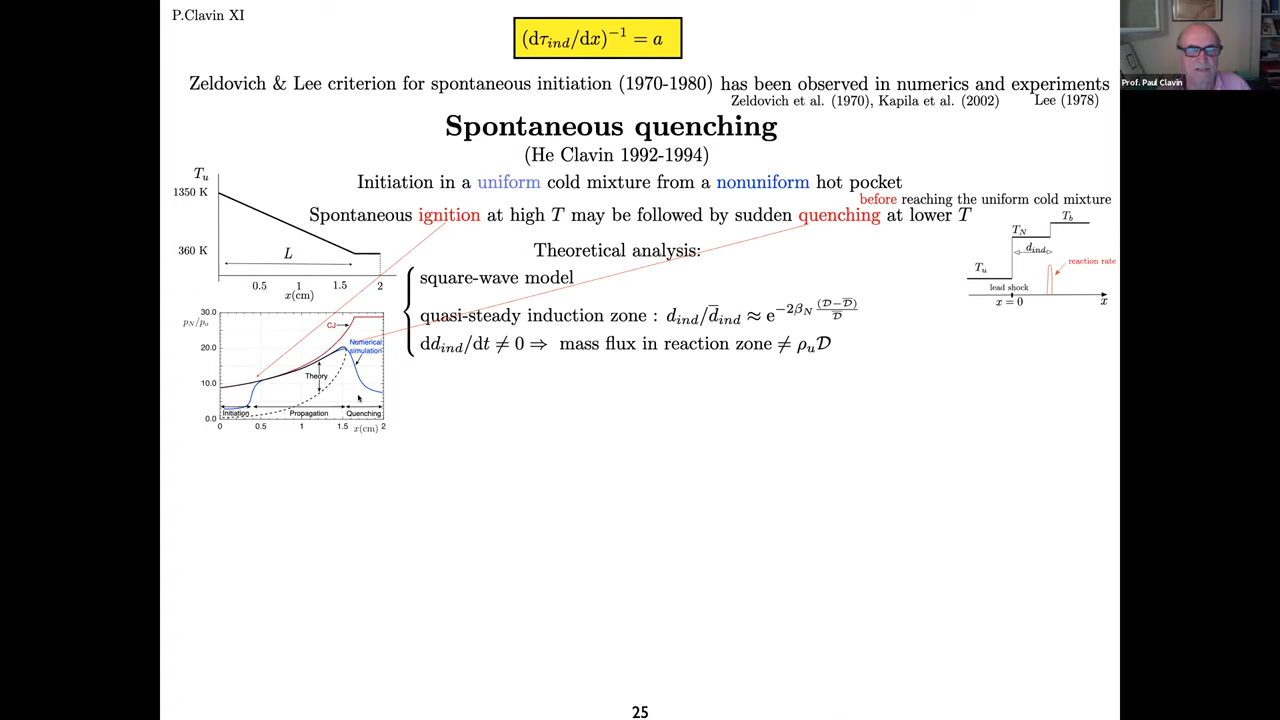 P.Clavin XI
(dτ_ind/dx)⁻¹ = a
Zeldovich & Lee criterion for spontaneous initiation (1970-1980) has been observed in numerics and experiments
Zeldovich et al. (1970), Kapila et al. (2002) Lee (1978)
Prof. Paul Clavin
Spontaneous quenching
(He Clavin 1992-1994)
Initiation in a uniform cold mixture from a nonuniform hot pocket
before reaching the uniform cold mixture
Spontaneous ignition at high T may be followed by sudden quenching at lower T
Theoretical analysis:
square-wave model
quasi-steady induction zone : d_ind/d̅_ind ≈ e^{−2β_N (𝒟−𝒟̅)/𝒟̅}
dd_ind/dt ≠ 0 ⇒ mass flux in reaction zone ≠ ρ_u𝒟
T_u
1350 K
360 K
L
0.5 1 1.5 2
x(cm)
p_N/p_o
30.0
20.0
10.0
0.0
CJ
Numerical
simulation
Theory
Initiation Propagation Quenching
0 0.5 1 1.5 x(cm) 2
T_b
T_N
d_ind
reaction rate
T_u
lead shock
x = 0 x
25